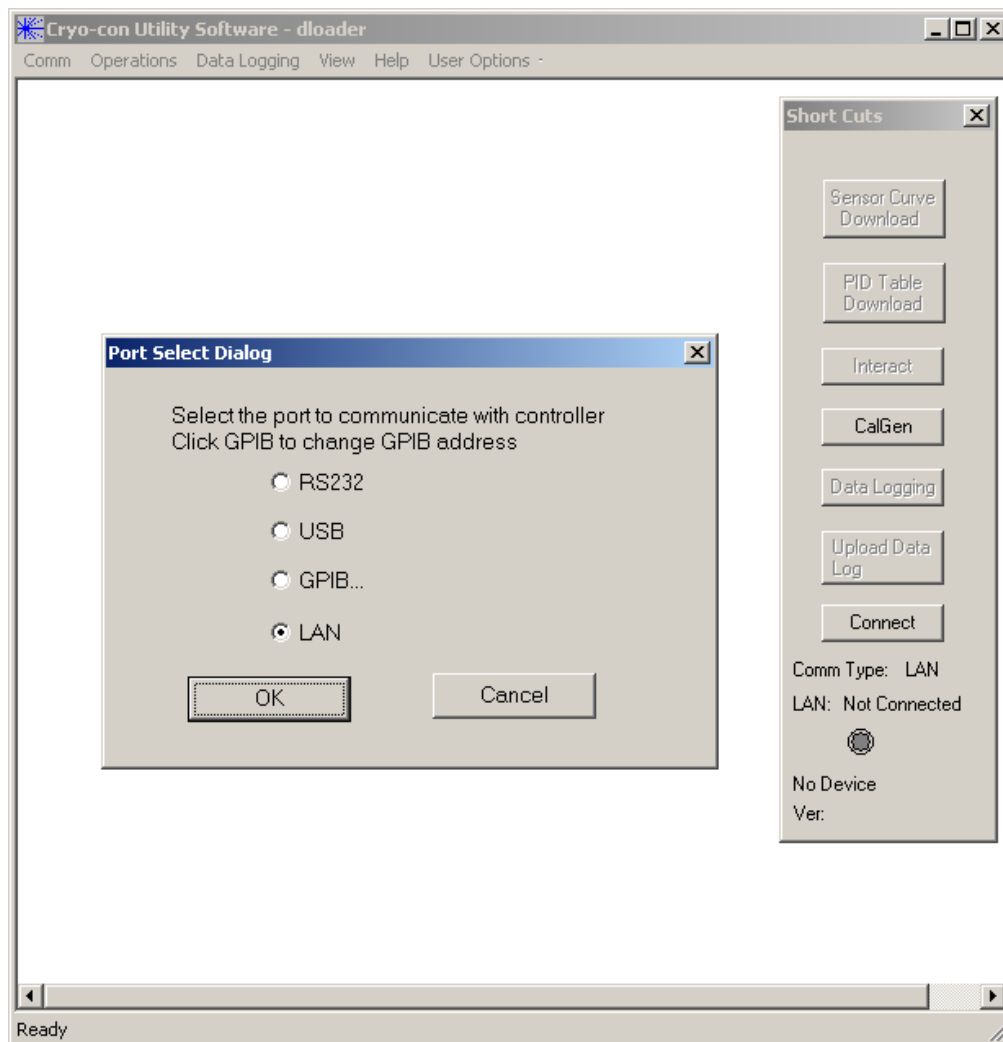 Cryo-con Utility Software - dloader
Comm Operations Data Logging View Help User Options -
Short Cuts
Sensor Curve
Download
PID Table
Download
Interact
CalGen
Data Logging
Upload Data
Log
Connect
Comm Type: LAN
LAN: Not Connected
No Device
Ver:
Port Select Dialog
Select the port to communicate with controller
Click GPIB to change GPIB address
RS232
USB
GPIB...
LAN
OK Cancel
Ready